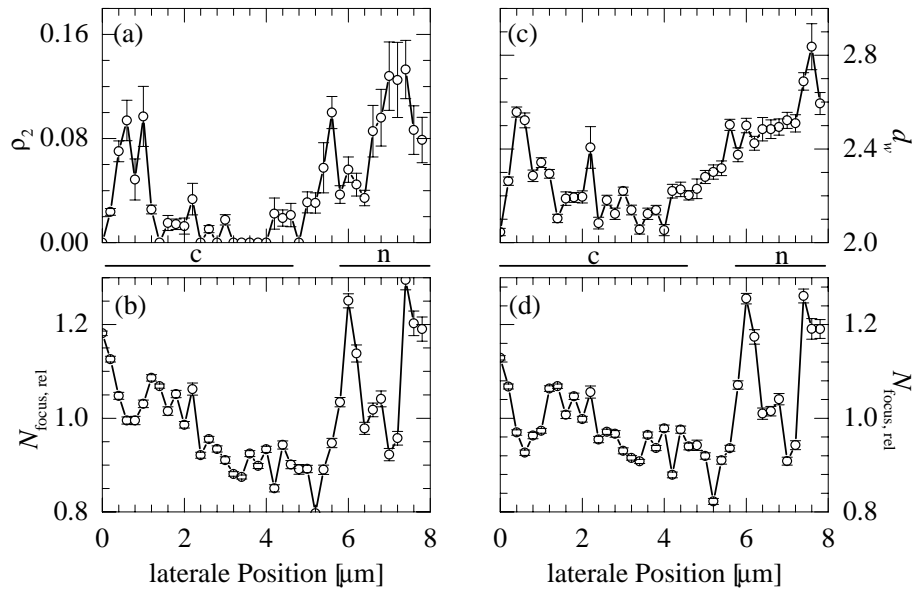 (a)
0.16
0.08
0.00
ρ2
(c)
2.8
2.4
2.0
dw
c
n
c
n
(b)
1.2
1.0
0.8
Nfocus, rel
0 2 4 6 8
laterale Position [μm]
(d)
1.2
1.0
0.8
Nfocus, rel
0 2 4 6 8
laterale Position [μm]